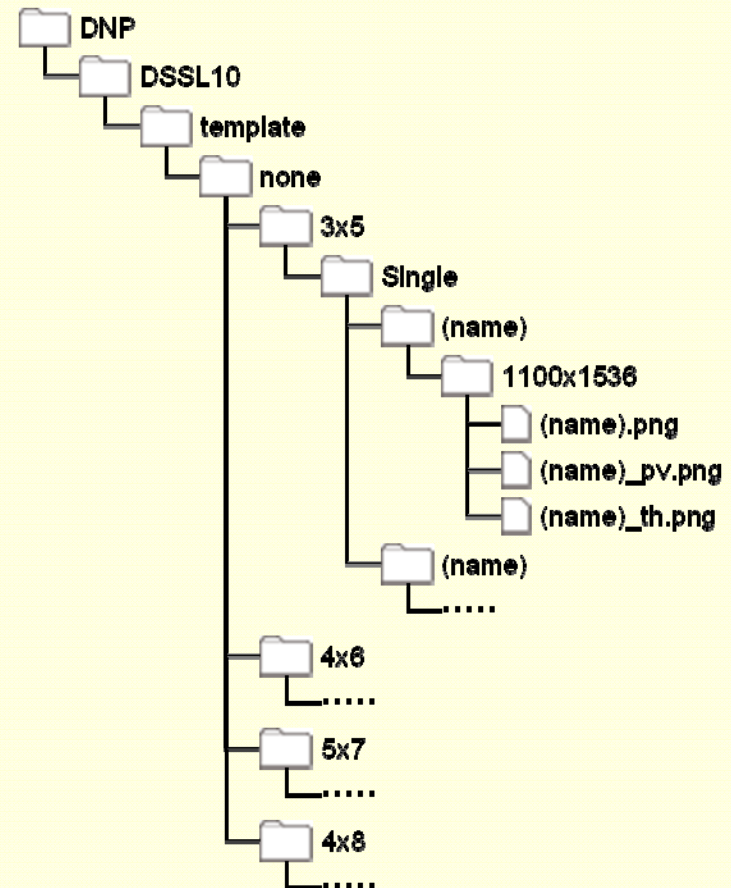 DNP
DSSL10
template
none
3x5
Single
(name)
1100x1536
(name).png
(name)_pv.png
(name)_th.png
(name)
.....
4x6
.....
5x7
.....
4x8
.....